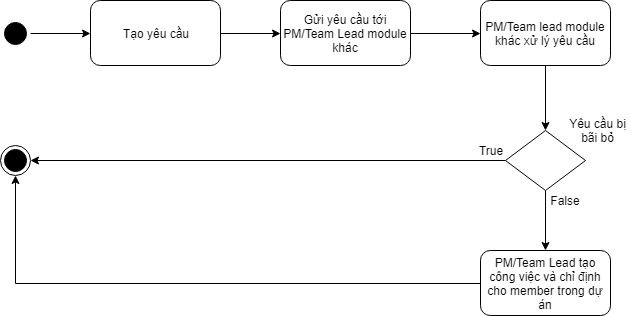 Tạo yêu cầu
Gửi yêu cầu tới
PM/Team Lead module
khác
PM/Team lead module
khác xử lý yêu cầu
Yêu cầu bị
bãi bỏ
True
False
PM/Team Lead tạo
công việc và chỉ định
cho member trong dự
án